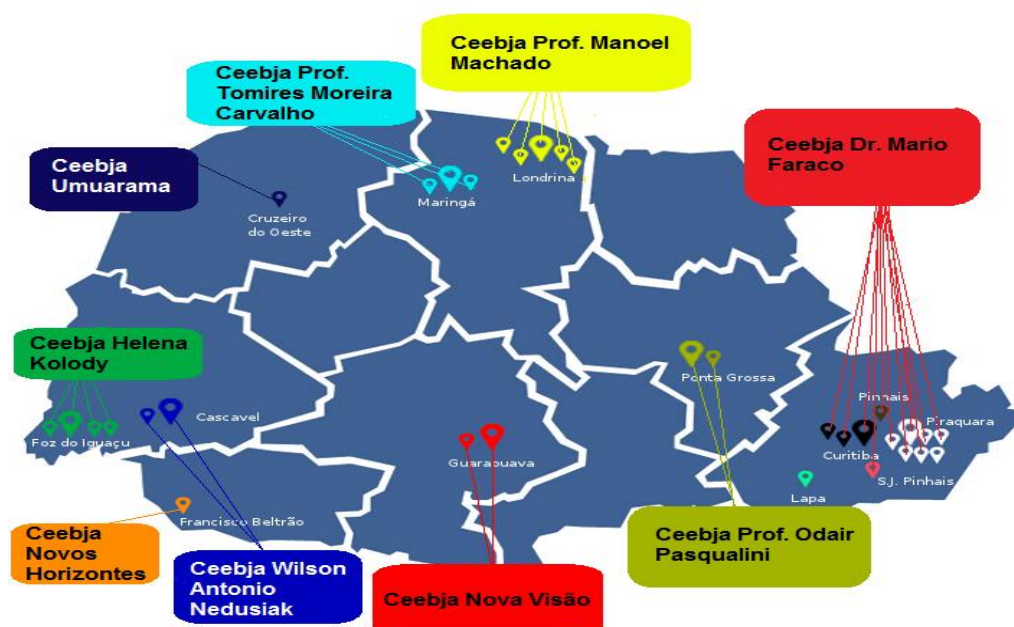 Ceebja Prof. Manoel
Machado
Ceebja Prof.
Tomires Moreira
Carvalho
Ceebja Dr. Mario
Faraco
Ceebja
Umuarama
Londrina
Maringá
Cruzeiro
do Oeste
Ceebja Helena
Kolody
Ponta Grossa
Pinhais
Piraquara
Cascavel
Foz do Iguaçu
Guarapuava
Curitiba
S.J. Pinhais
Lapa
Francisco Beltrão
Ceebja
Novos
Horizontes
Ceebja Prof. Odair
Pasqualini
Ceebja Wilson
Antonio
Nedusiak
Ceebja Nova Visão